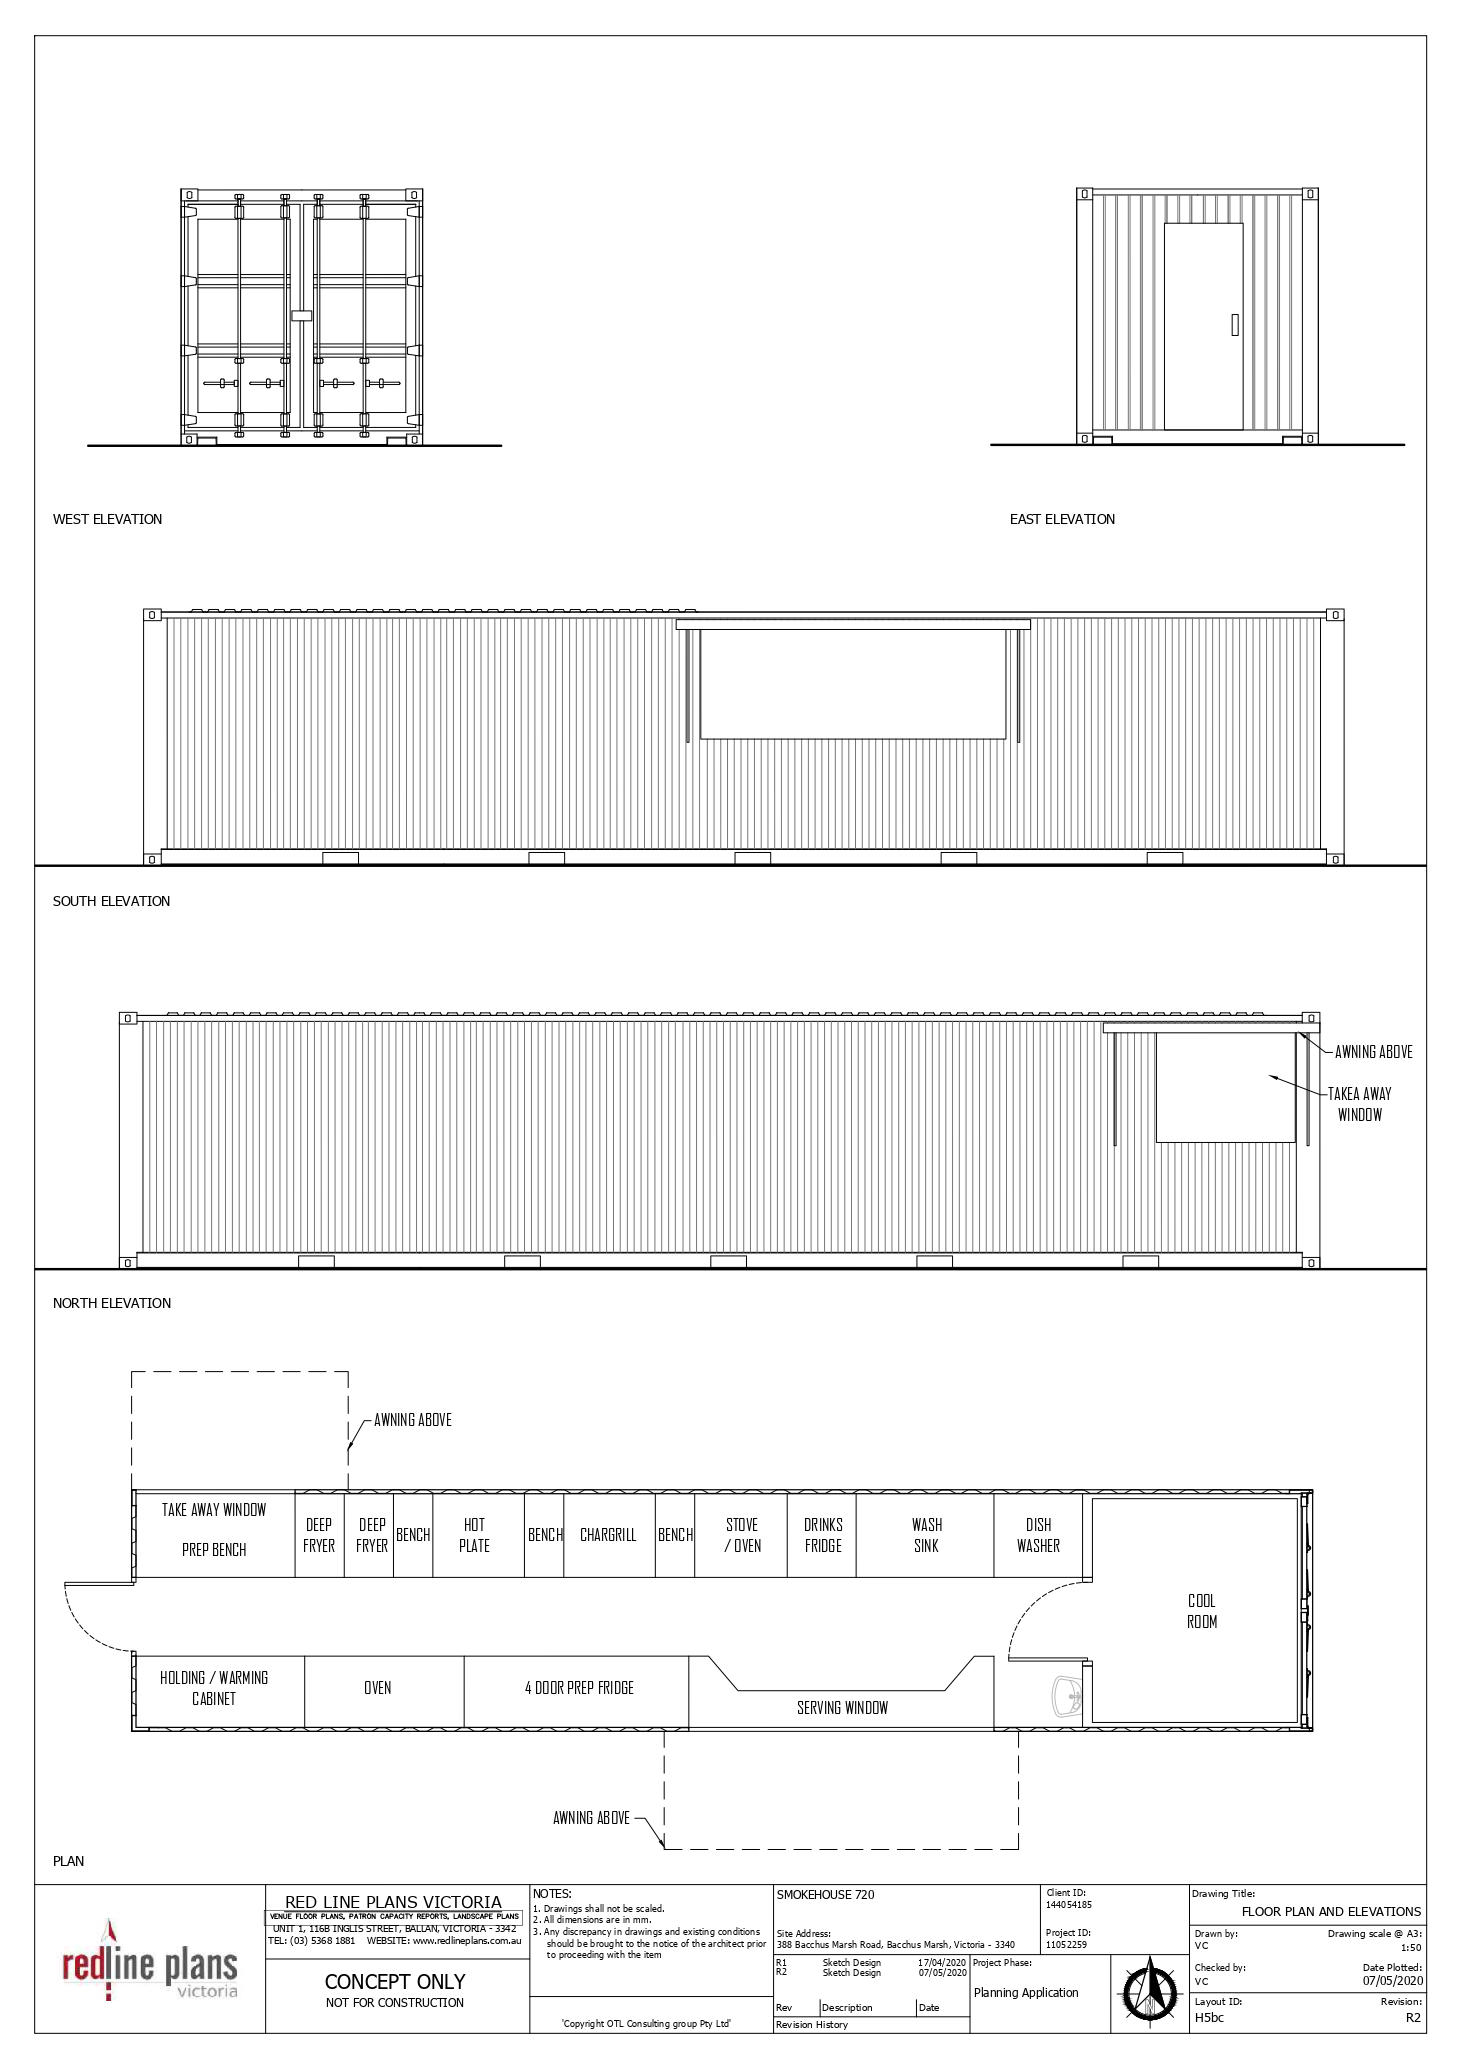 WEST ELEVATION
EAST ELEVATION
SOUTH ELEVATION
AWNING ABOVE
TAKEA AWAY
WINDOW
NORTH ELEVATION
AWNING ABOVE
TAKE AWAY WINDOW
PREP BENCH
DEEP
FRYER
DEEP
FRYER
BENCH
HOT
PLATE
BENCH
CHARGRILL
BENCH
STOVE
/ OVEN
DRINKS
FRIDGE
WASH
SINK
DISH
WASHER
COOL
ROOM
HOLDING / WARMING
CABINET
OVEN
4 DOOR PREP FRIDGE
SERVING WINDOW
AWNING ABOVE
PLAN
redline plans
victoria
RED LINE PLANS VICTORIA
VENUE FLOOR PLANS, PATRON CAPACITY REPORTS, LANDSCAPE PLANS
UNIT 1, 116B INGLIS STREET, BALLAN, VICTORIA - 3342
TEL: (03) 5368 1881 WEBSITE: www.redlineplans.com.au
CONCEPT ONLY
NOT FOR CONSTRUCTION
NOTES:
1. Drawings shall not be scaled.
2. All dimensions are in mm.
3. Any discrepancy in drawings and existing conditions
should be brought to the notice of the architect prior
to proceeding with the item
'Copyright OTL Consulting group Pty Ltd'
SMOKEHOUSE 720
Site Address:
388 Bacchus Marsh Road, Bacchus Marsh, Victoria - 3340
Client ID:
144054185
Project ID:
11052259
R1 Sketch Design 17/04/2020
R2 Sketch Design 07/05/2020
Rev Description Date
Revision History
Project Phase:
Planning Application
Drawing Title:
FLOOR PLAN AND ELEVATIONS
Drawn by:
VC
Drawing scale @ A3:
1:50
Checked by:
VC
Date Plotted:
07/05/2020
Layout ID:
H5bc
Revision:
R2